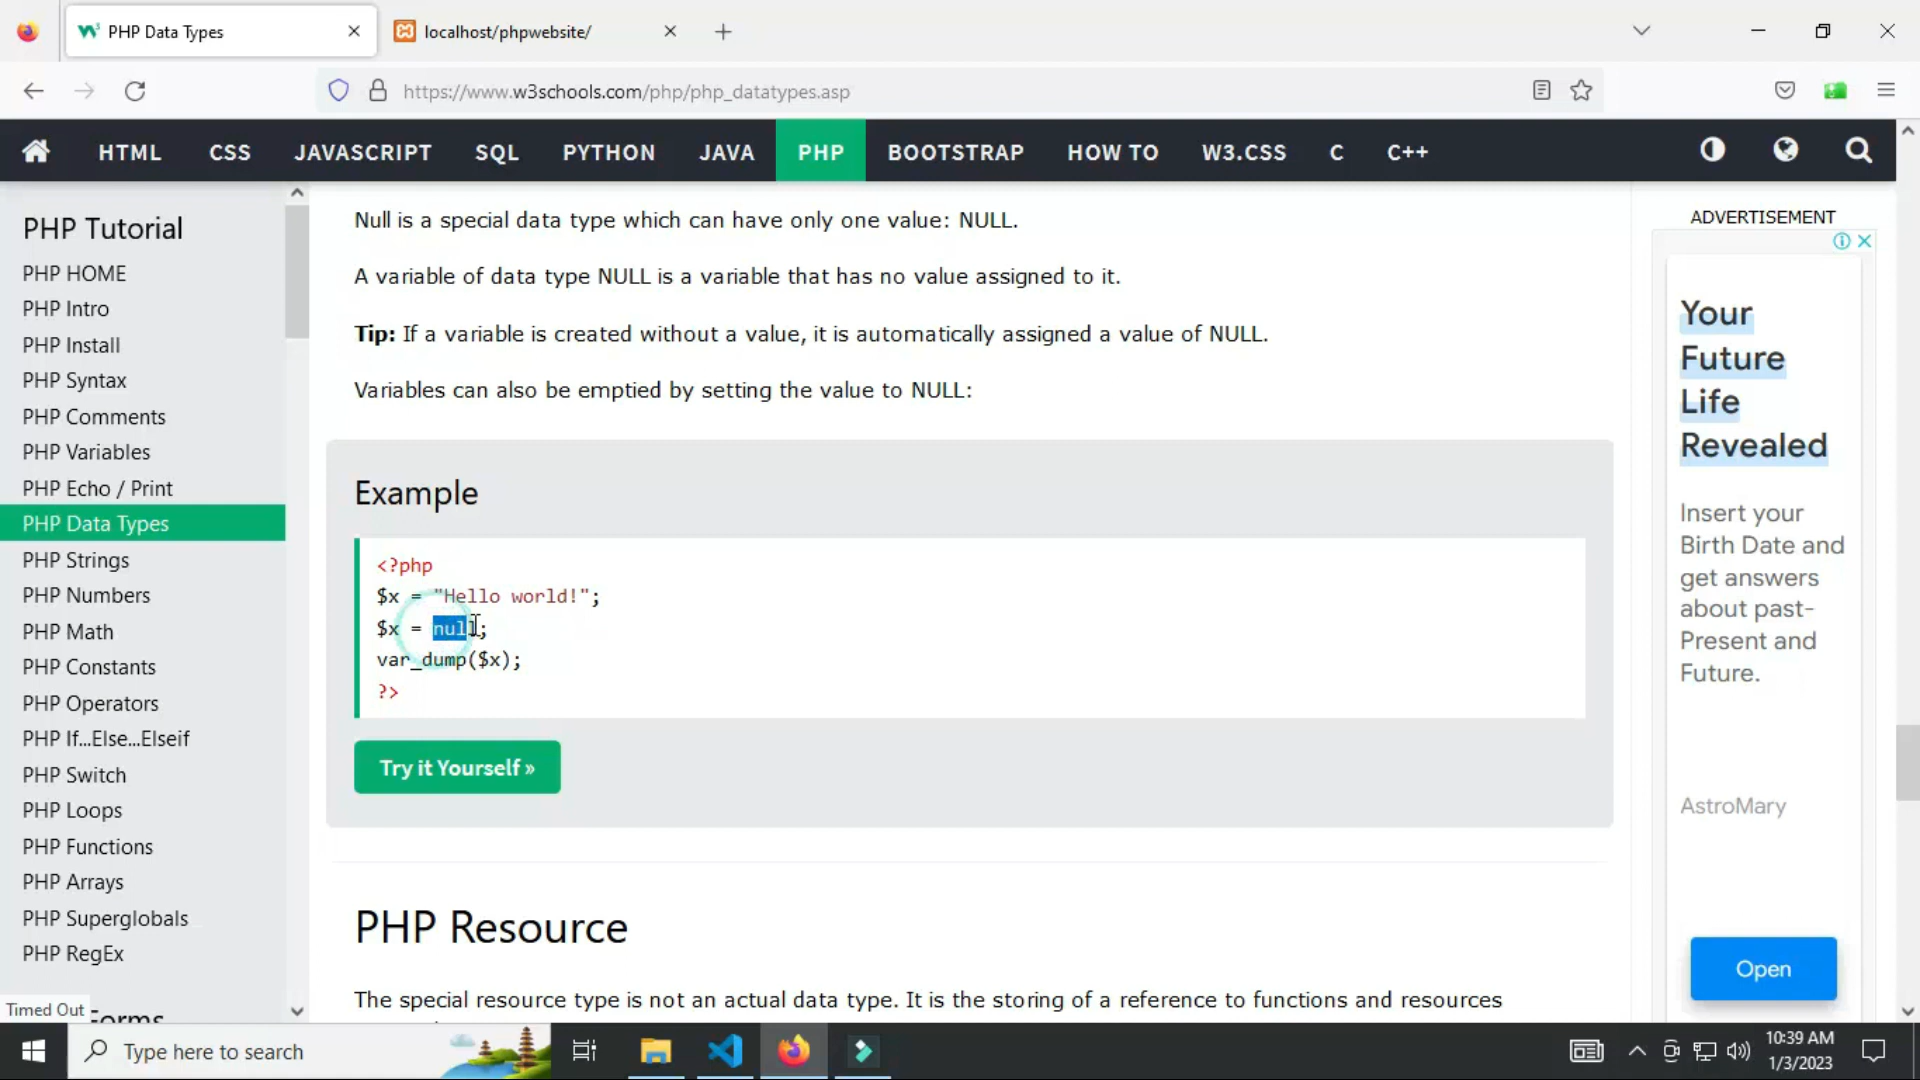 PHP Data Types
localhost/phpwebsite/
https://www.w3schools.com/php/php_datatypes.asp
HTML CSS JAVASCRIPT SQL PYTHON JAVA PHP BOOTSTRAP HOW TO W3.CSS C C++
PHP Tutorial
PHP HOME
PHP Intro
PHP Install
PHP Syntax
PHP Comments
PHP Variables
PHP Echo / Print
PHP Data Types
PHP Strings
PHP Numbers
PHP Math
PHP Constants
PHP Operators
PHP If...Else...Elseif
PHP Switch
PHP Loops
PHP Functions
PHP Arrays
PHP Superglobals
PHP RegEx
Forms
Timed Out
Null is a special data type which can have only one value: NULL.
A variable of data type NULL is a variable that has no value assigned to it.
Tip: If a variable is created without a value, it is automatically assigned a value of NULL.
Variables can also be emptied by setting the value to NULL:
Example
<?php
$x = "Hello world!";
$x = null;
var_dump($x);
?>
Try it Yourself »
PHP Resource
The special resource type is not an actual data type. It is the storing of a reference to functions and resources
ADVERTISEMENT
Your
Future
Life
Revealed
Insert your
Birth Date and
get answers
about past-
Present and
Future.
AstroMary
Open
Type here to search
10:39 AM
1/3/2023